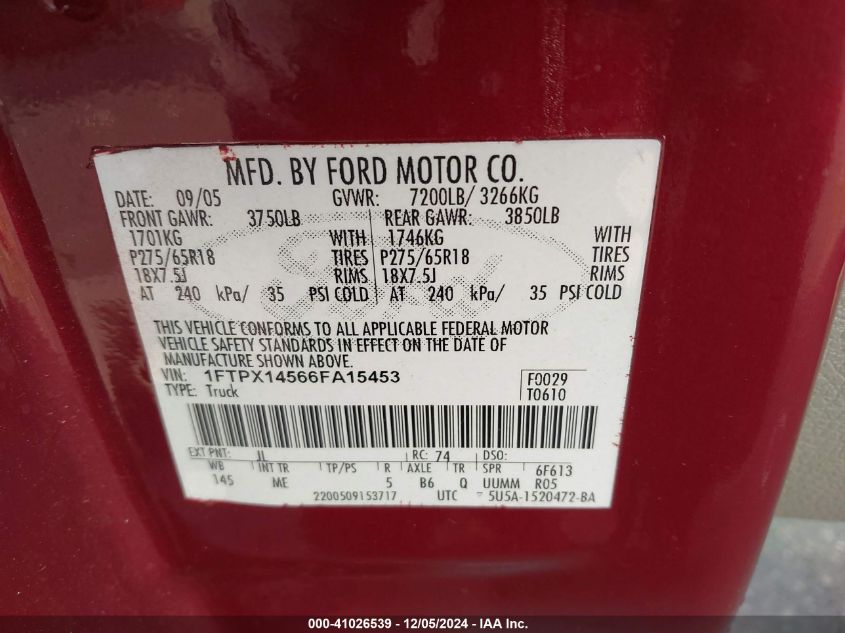 MFD. BY FORD MOTOR CO.
DATE: 09/05 GVWR: 7200LB/ 3266KG
FRONT GAWR: 3750LB REAR GAWR: 3850LB
1701KG WITH 1746KG WITH
P275/65R18 TIRES P275/65R18 TIRES
18X7.5J RIMS 18X7.5J RIMS
AT 240 kPa/ 35 PSI COLD AT 240 kPa/ 35 PSI COLD
THIS VEHICLE CONFORMS TO ALL APPLICABLE FEDERAL MOTOR
VEHICLE SAFETY STANDARDS IN EFFECT ON THE DATE OF
MANUFACTURE SHOWN ABOVE.
VIN: 1FTPX14566FA15453 F0029
TYPE: Truck T0610
EXT PNT: JL RC: 74 DSO:
WB INT TR TP/PS R AXLE TR SPR 6F613
145 ME 5 B6 Q UUMM R05
2200509153717 UTC 5U5A-1520472-BA
000-41026539 - 12/05/2024 - IAA Inc.